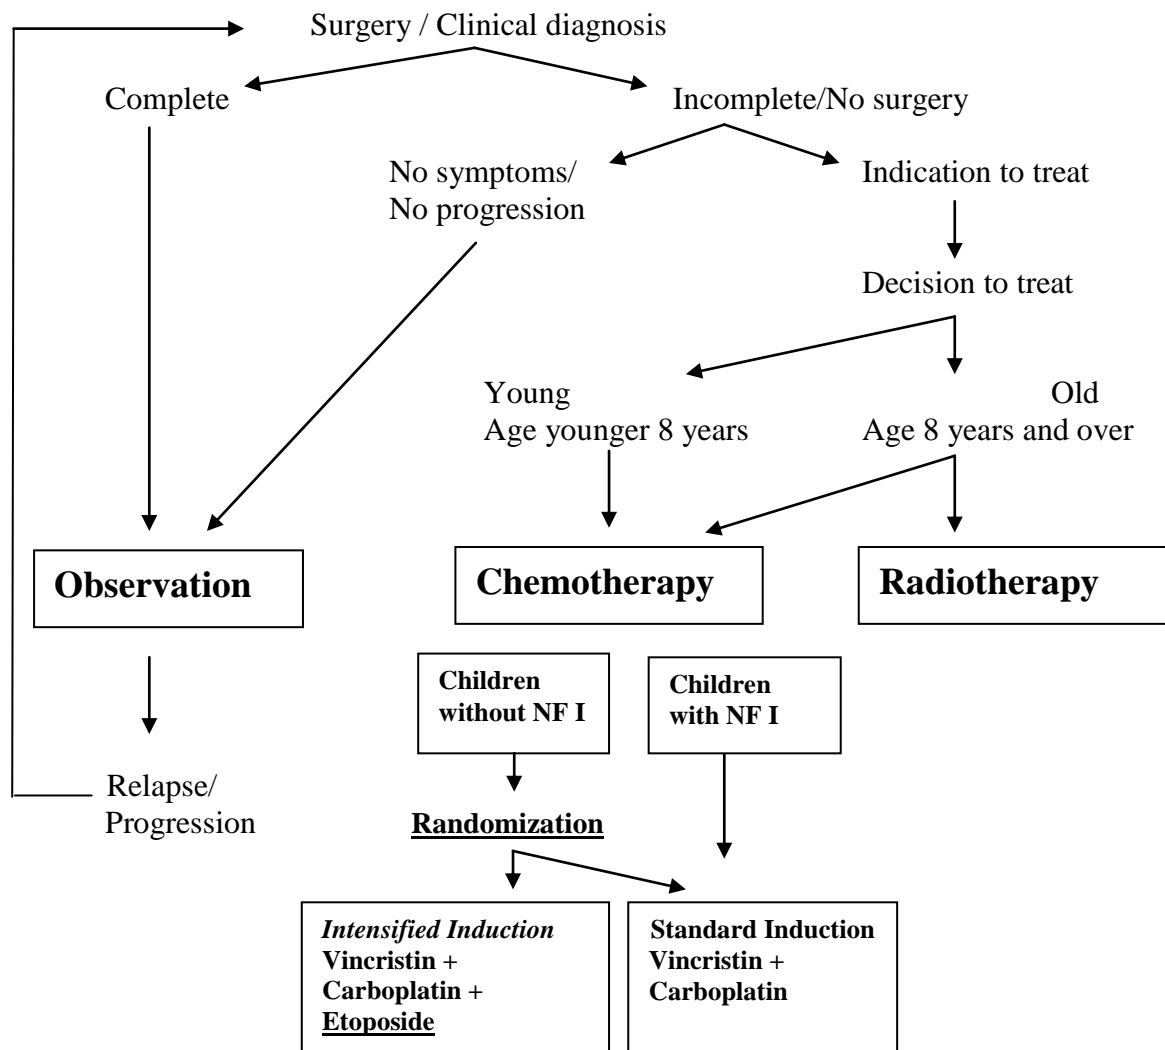 Surgery / Clinical diagnosis
Complete
Incomplete/No surgery
No symptoms/
No progression
Indication to treat
Decision to treat
Young
Age younger 8 years
Old
Age 8 years and over
Observation
Chemotherapy
Radiotherapy
Children
without NF I
Children
with NF I
Relapse/
Progression
Randomization
Intensified Induction
Vincristin +
Carboplatin +
Etoposide
Standard Induction
Vincristin +
Carboplatin